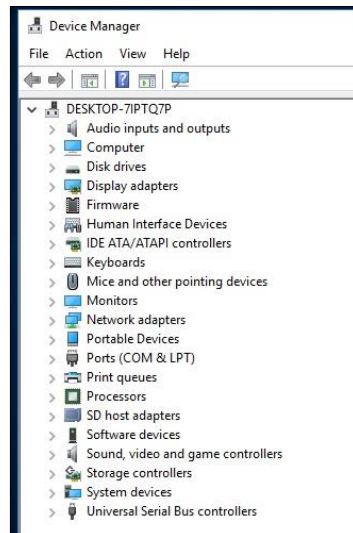 Device Manager
File Action View Help
DESKTOP-7IPTQ7P
Audio inputs and outputs
Computer
Disk drives
Display adapters
Firmware
Human Interface Devices
IDE ATA/ATAPI controllers
Keyboards
Mice and other pointing devices
Monitors
Network adapters
Portable Devices
Ports (COM & LPT)
Print queues
Processors
SD host adapters
Software devices
Sound, video and game controllers
Storage controllers
System devices
Universal Serial Bus controllers